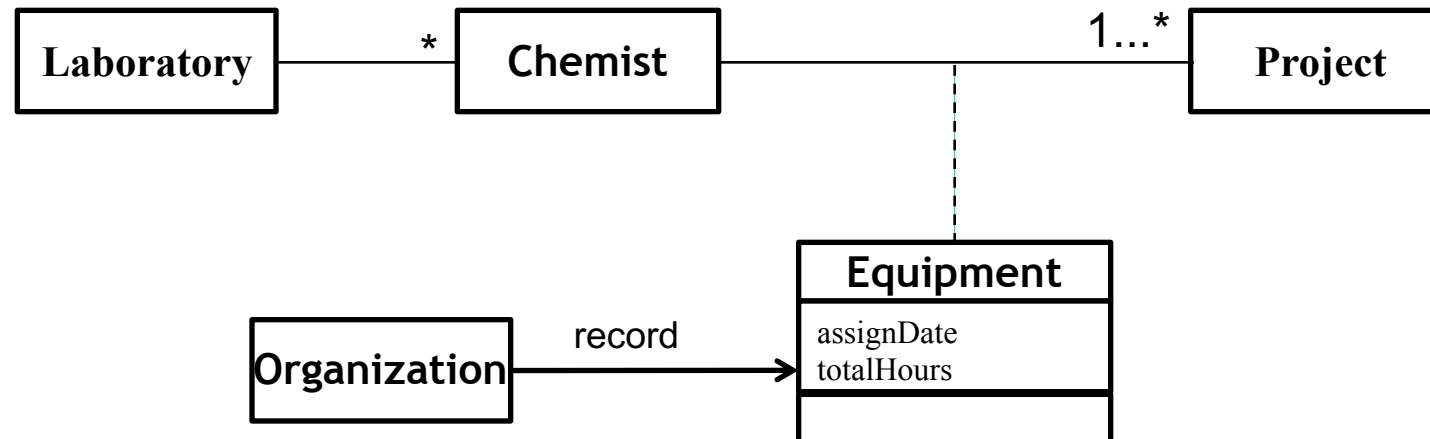 Laboratory
*
Chemist
1...*
Project
Equipment
assignDate
totalHours
Organization
record